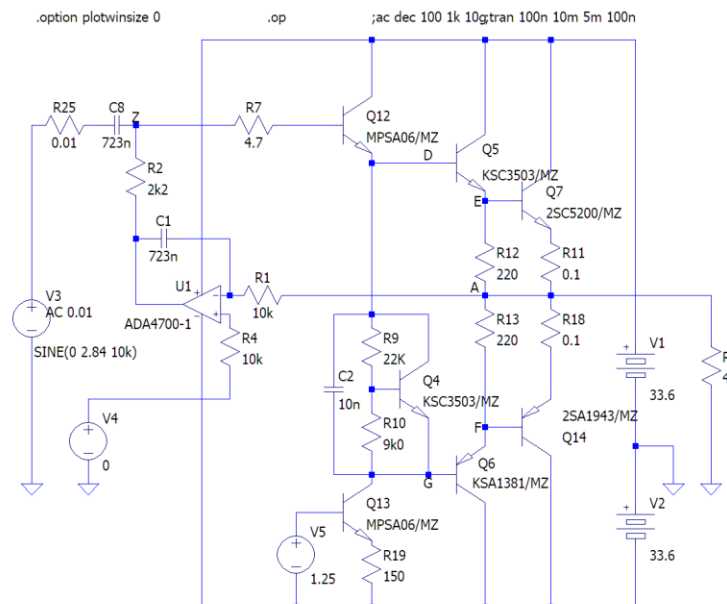 .option plotwinsize 0 .op ;ac dec 100 1k 10g;tran 100n 10m 5m 100n
R25
0.01
C8
723n
Z
R7
4.7
Q12
MPSA06/MZ
D
Q5
KSC3503/MZ
Q7
2SC5200/MZ
E
R2
2k2
C1
723n
U1
ADA4700-1
R1
10k
R4
10k
V3
AC 0.01
SINE(0 2.84 10k)
V4
0
R12
220
R11
0.1
A
R13
220
R18
0.1
R9
22K
C2
10n
Q4
KSC3503/MZ
R10
9k0
F
2SA1943/MZ
Q14
Q6
KSA1381/MZ
G
Q13
MPSA06/MZ
V5
1.25
R19
150
V1
33.6
V2
33.6
R
4